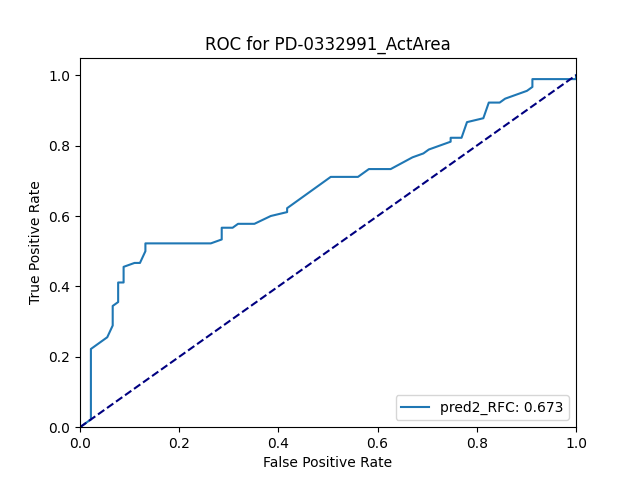 ROC for PD-0332991_ActArea
True Positive Rate
1.0
0.8
0.6
0.4
0.2
0.0
pred2_RFC: 0.673
0.0 0.2 0.4 0.6 0.8 1.0
False Positive Rate